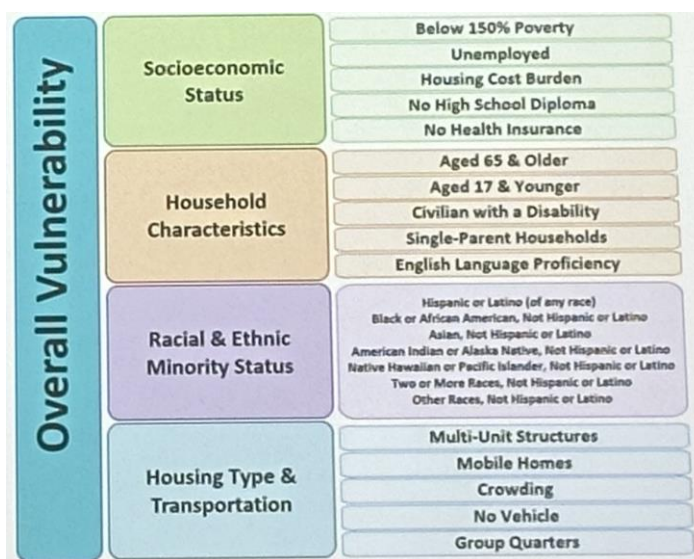 Overall Vulnerability
Socioeconomic
Status
Below 150% Poverty
Unemployed
Housing Cost Burden
No High School Diploma
No Health Insurance
Household
Characteristics
Aged 65 & Older
Aged 17 & Younger
Civilian with a Disability
Single-Parent Households
English Language Proficiency
Racial & Ethnic
Minority Status
Hispanic or Latino (of any race)
Black or African American, Not Hispanic or Latino
Asian, Not Hispanic or Latino
American Indian or Alaska Native, Not Hispanic or Latino
Native Hawaiian or Pacific Islander, Not Hispanic or Latino
Two or More Races, Not Hispanic or Latino
Other Races, Not Hispanic or Latino
Housing Type &
Transportation
Multi-Unit Structures
Mobile Homes
Crowding
No Vehicle
Group Quarters